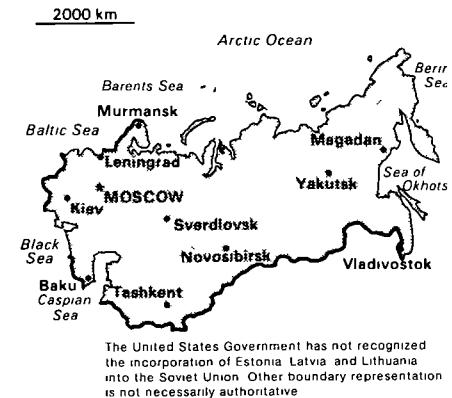 2000 km
Arctic Ocean
Barents Sea
Murmansk
Baltic Sea
Magadan
Leningrad
Sea of
Okhots
Yakutsk
MOSCOW
Kiev
Sverdlovsk
Black
Sea
Novosibirsk
Vladivostok
Baku
Tashkent
Caspian
Sea
The United States Government has not recognized
the incorporation of Estonia Latvia and Lithuania
into the Soviet Union Other boundary representation
is not necessarily authoritative